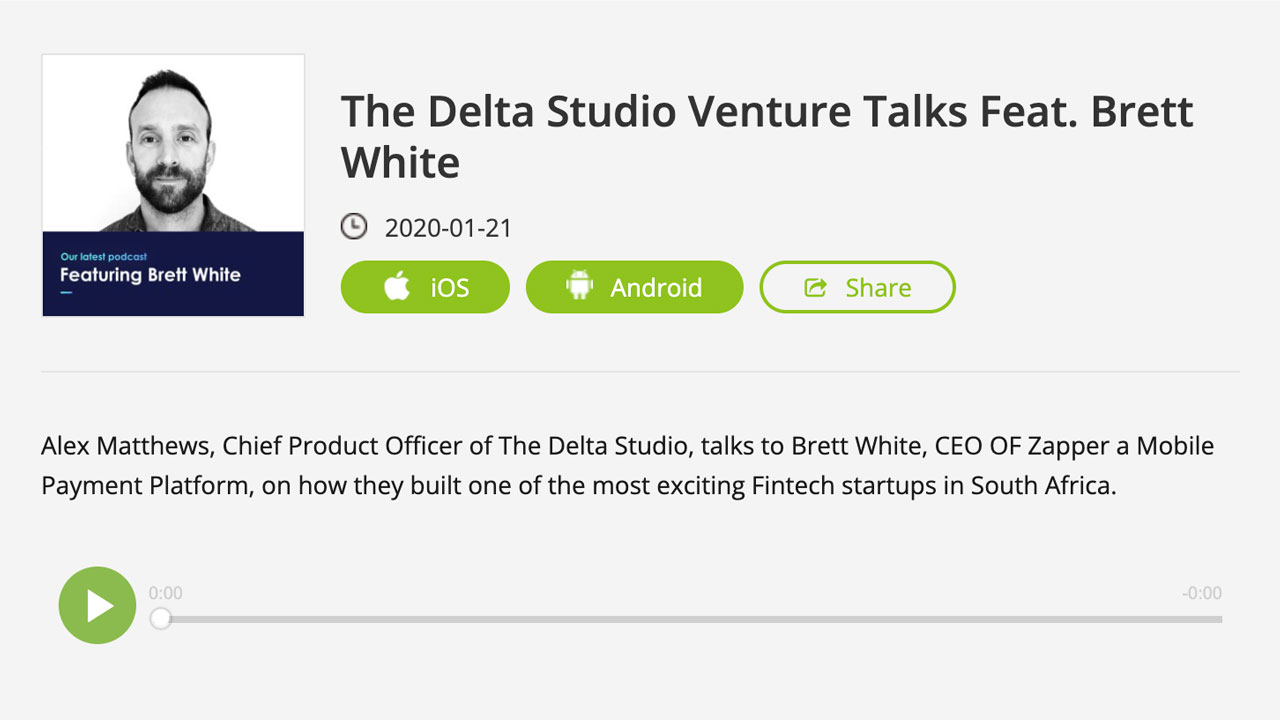 The Delta Studio Venture Talks Feat. Brett
White
2020-01-21
iOS
Android
Share
Our latest podcast
Featuring Brett White
Alex Matthews, Chief Product Officer of The Delta Studio, talks to Brett White, CEO OF Zapper a Mobile
Payment Platform, on how they built one of the most exciting Fintech startups in South Africa.
0:00
-0:00